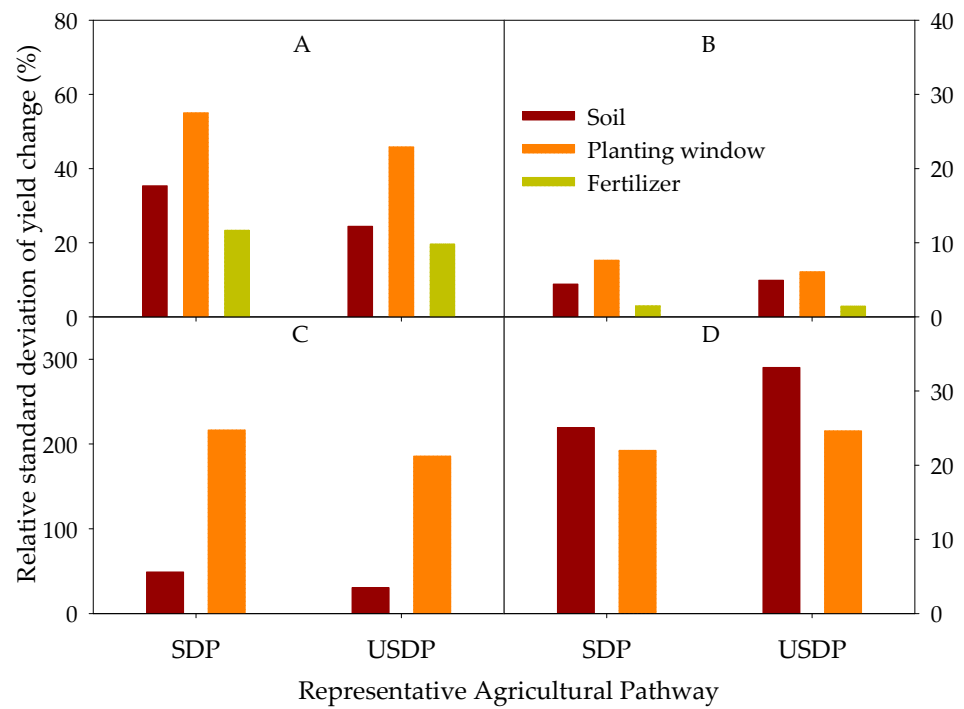 Relative standard deviation of yield change (%)
80
60
40
20
0
A
B
40
30
20
10
0
Soil
Planting window
Fertilizer
300
200
100
0
C
D
30
20
10
0
SDP
USDP
SDP
USDP
Representative Agricultural Pathway